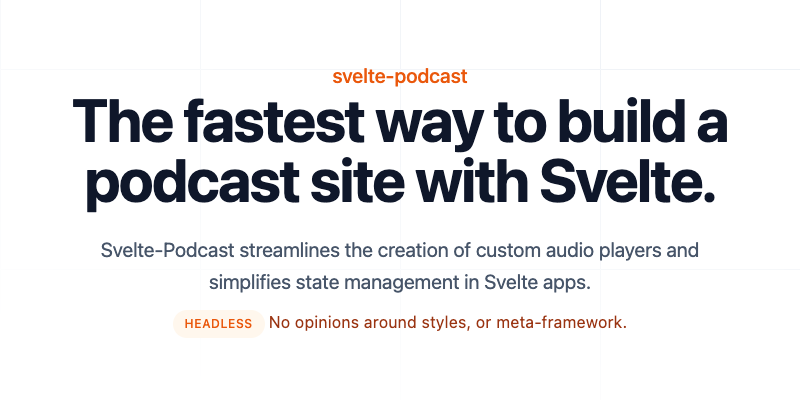 svelte-podcast
The fastest way to build a
podcast site with Svelte.
Svelte-Podcast streamlines the creation of custom audio players and
simplifies state management in Svelte apps.
HEADLESS No opinions around styles, or meta-framework.